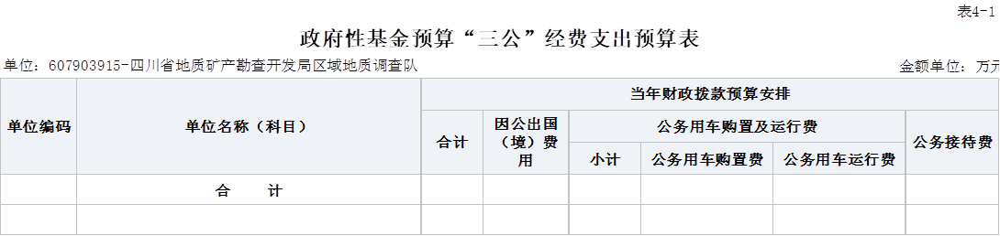 表4-1
政府性基金预算“三公”经费支出预算表
单位：607903915-四川省地质矿产勘查开发局区域地质调查队
金额单位：万元
单位编码
单位名称（科目）
当年财政拨款预算安排
合计
因公出国
（境）费
用
公务用车购置及运行费
公务接待费
小计
公务用车购置费
公务用车运行费
合 计